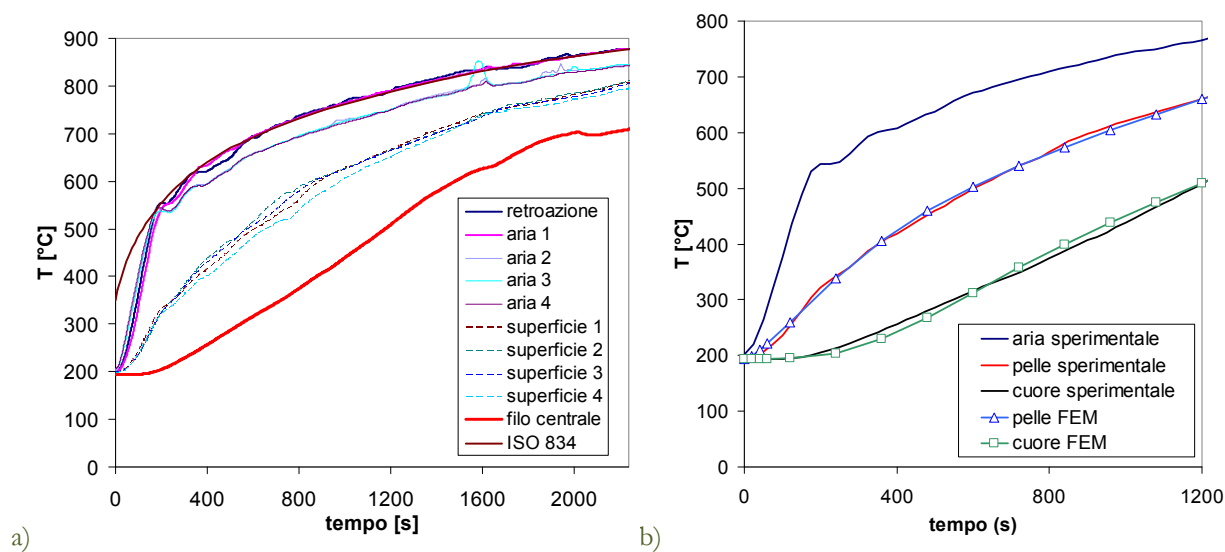 900
800
700
600
500
400
300
200
100
0
T [°C]
0 400 800 1200 1600 2000
tempo [s]
retroazione
aria 1
aria 2
aria 3
aria 4
superficie 1
superficie 2
superficie 3
superficie 4
filo centrale
ISO 834
a)
800
700
600
500
400
300
200
100
0
T [°C]
0 400 800 1200
tempo (s)
aria sperimentale
pelle sperimentale
cuore sperimentale
pelle FEM
cuore FEM
b)